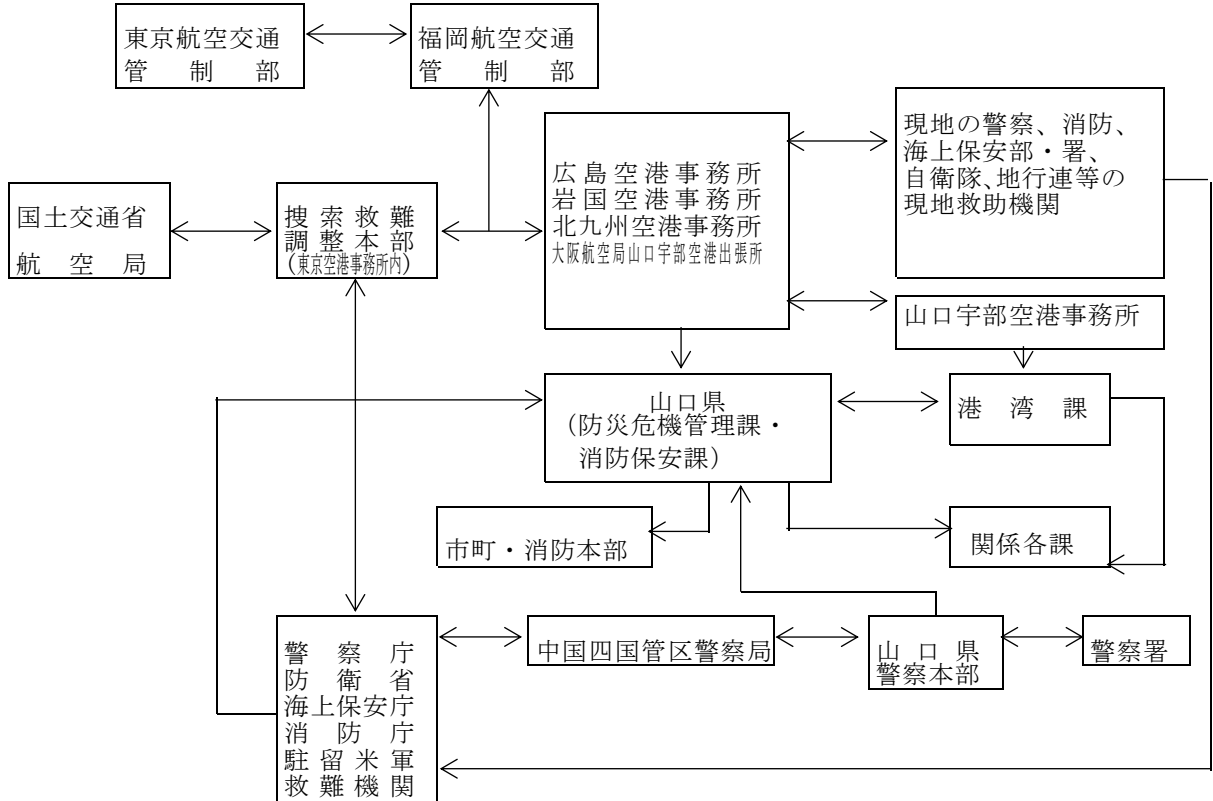 東京航空交通
管制部
福岡航空交通
管制部
現地の警察、消防、
海上保安部・署、
自衛隊、地行連等の
現地救助機関
広島空港事務所
岩国空港事務所
北九州空港事務所
大阪航空局山口宇部空港出張所
国土交通省
航空局
捜索救難
調整本部
(東京空港事務所内)
山口宇部空港事務所
山口県
(防災危機管理課・
消防保安課)
港湾課
市町・消防本部
関係各課
警察庁
防衛省
海上保安庁
消防庁
駐留米軍
救難機関
中国四国管区警察局
山口県
警察本部
警察署